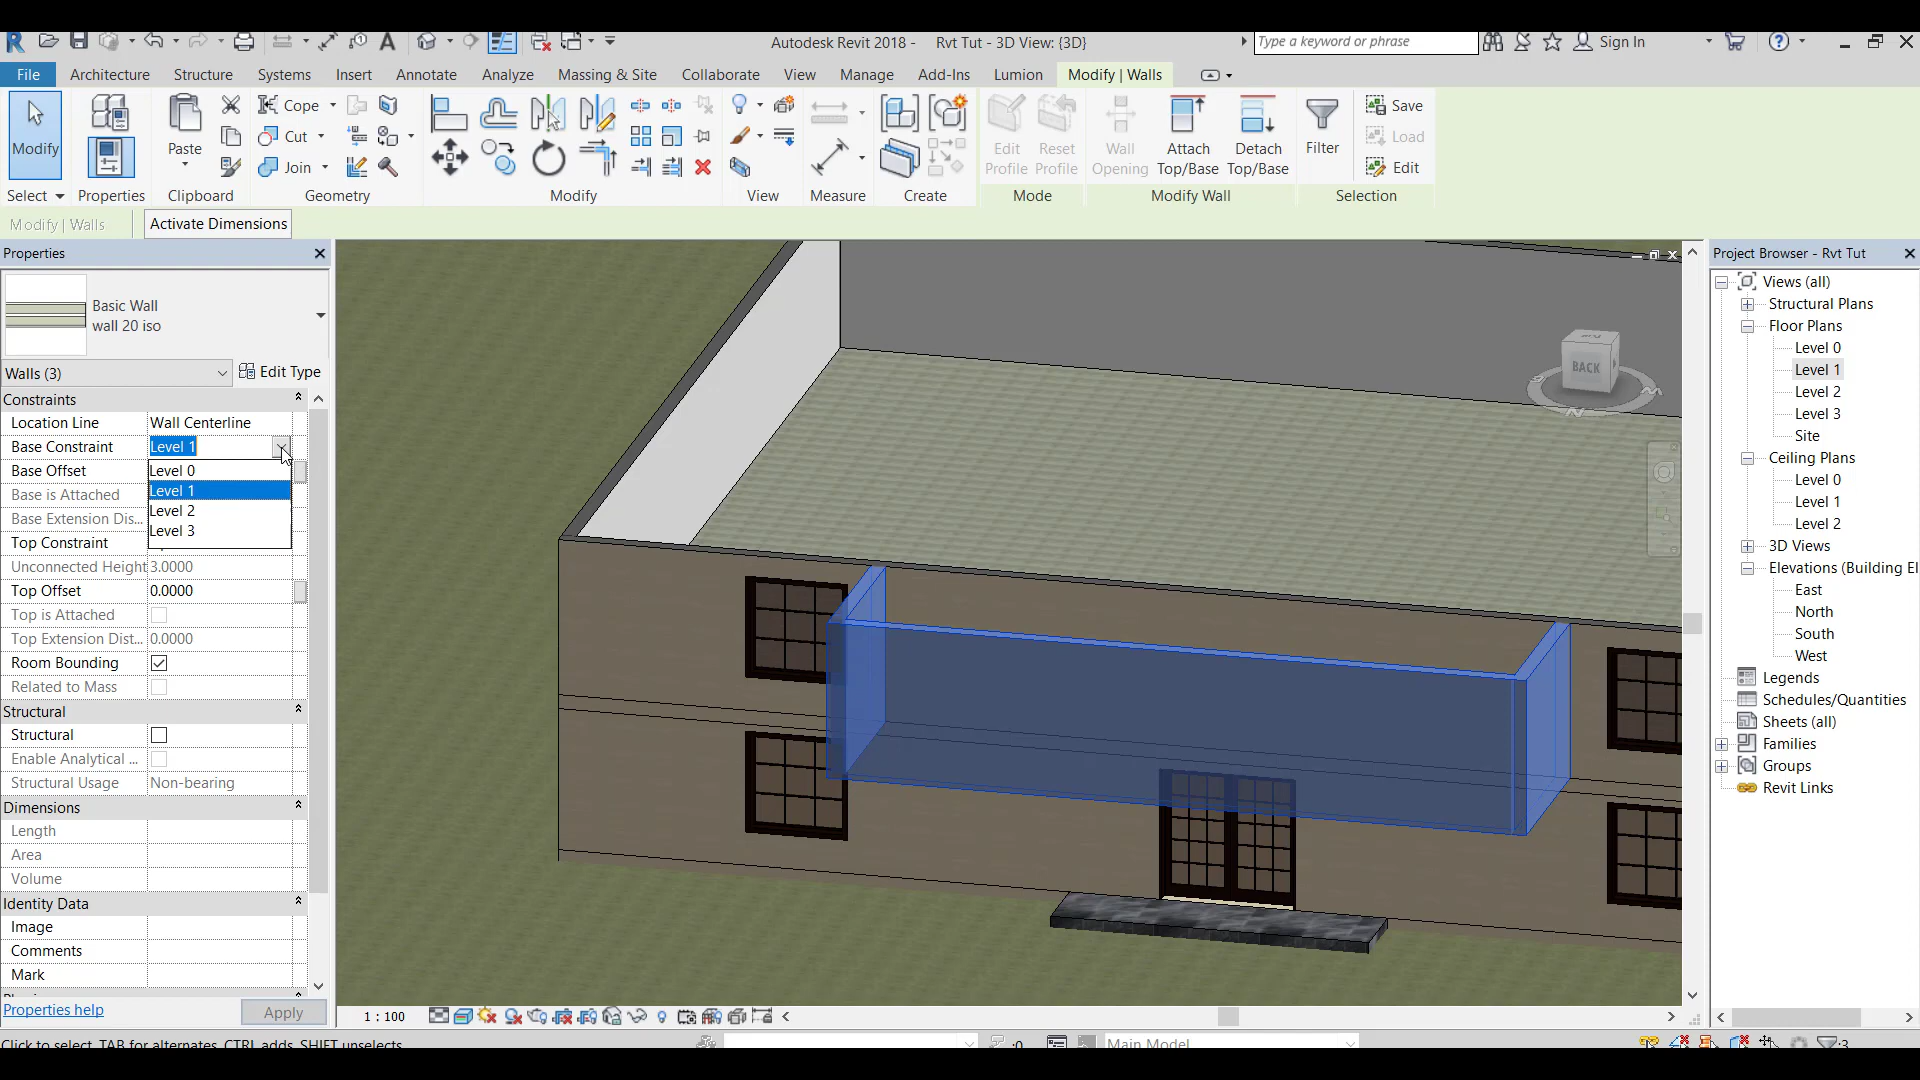 Autodesk Revit 2018 - Rvt Tut - 3D View: {3D}
Type a keyword or phrase
Sign In
File Architecture Structure Systems Insert Annotate Analyze Massing & Site Collaborate View Manage Add-Ins Lumion Modify | Walls
Modify
Paste
Cope
Cut
Join
Edit Profile
Reset Profile
Wall Opening
Attach Top/Base
Detach Top/Base
Filter
Save
Load
Edit
Select Properties Clipboard Geometry Modify View Measure Create Mode Modify Wall Selection
Modify | Walls Activate Dimensions
Properties
Basic Wall
wall 20 iso
Walls (3) Edit Type
Constraints
Location Line Wall Centerline
Base Constraint Level 1
Base Offset Level 0
Level 1
Base is Attached
Level 2
Base Extension Dis...
Level 3
Top Constraint
Unconnected Height 3.0000
Top Offset 0.0000
Top is Attached
Top Extension Dist... 0.0000
Room Bounding
Related to Mass
Structural
Structural
Enable Analytical ...
Structural Usage Non-bearing
Dimensions
Length
Area
Volume
Identity Data
Image
Comments
Mark
Properties help Apply
BACK
1 : 100
Click to select, TAB for alternates, CTRL adds, SHIFT unselects.
:0
Main Model
:3
Project Browser - Rvt Tut
Views (all)
Structural Plans
Floor Plans
Level 0
Level 1
Level 2
Level 3
Site
Ceiling Plans
Level 0
Level 1
Level 2
3D Views
Elevations (Building El
East
North
South
West
Legends
Schedules/Quantities
Sheets (all)
Families
Groups
Revit Links